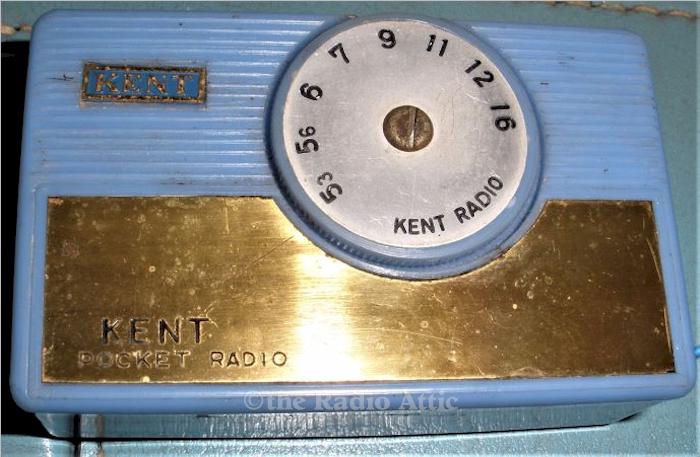 KENT
53 56 6 7 9 11 12 16
KENT RADIO
KENT
POCKET RADIO
©the Radio Attic